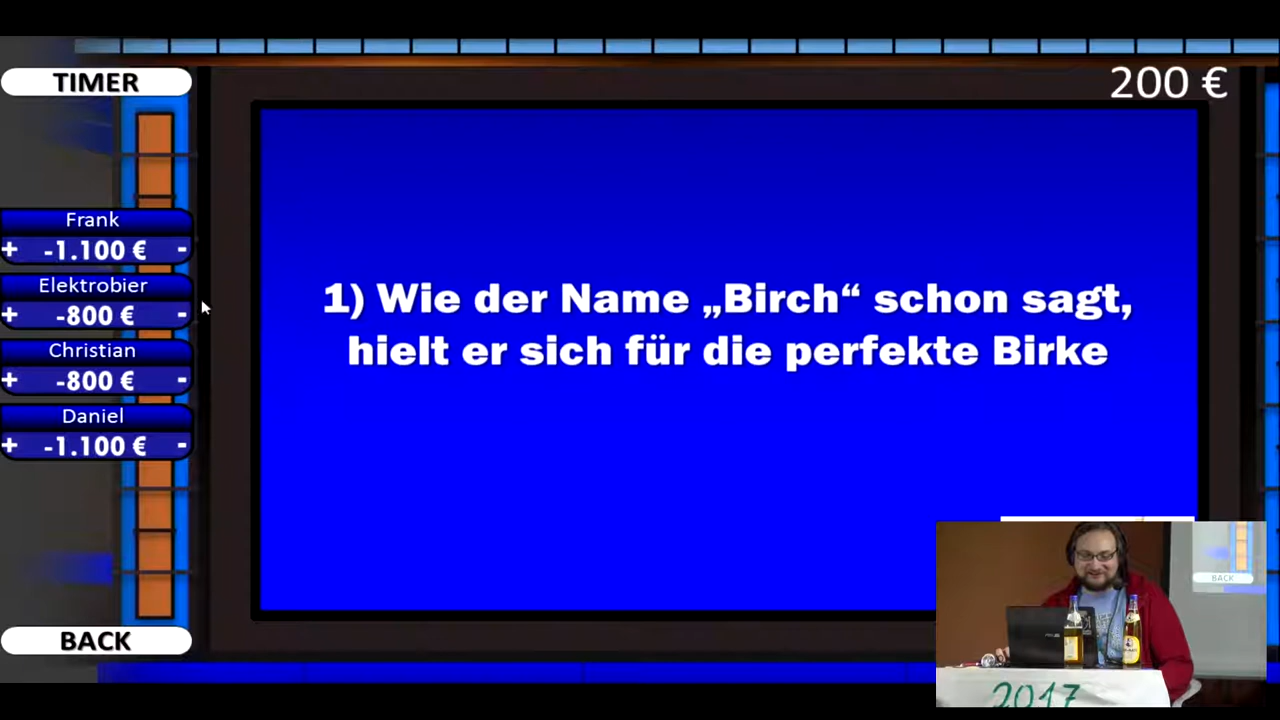 TIMER
200 €
Frank
+ -1.100 € -
Elektrobier
+ -800 € -
Christian
+ -800 € -
Daniel
+ -1.100 € -
1) Wie der Name „Birch“ schon sagt,
hielt er sich für die perfekte Birke
BACK
BACK
2017